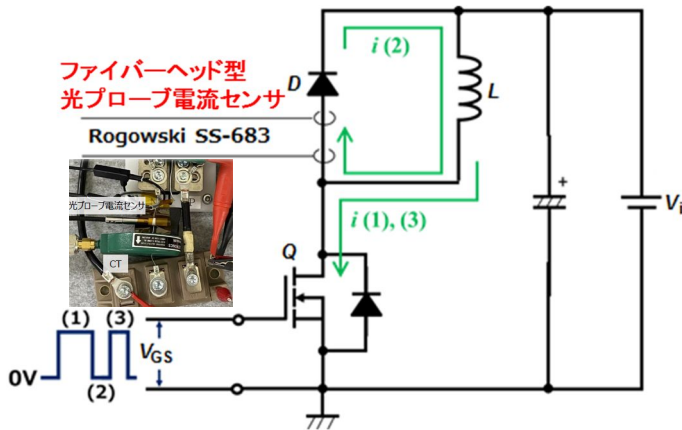 ファイバーヘッド型
光プローブ電流センサ
Rogowski SS-683
D
i (2)
L
+
Vi
光プローブ電流センサ
CT
i (1), (3)
Q
(1) (3)
VGS
0V
(2)